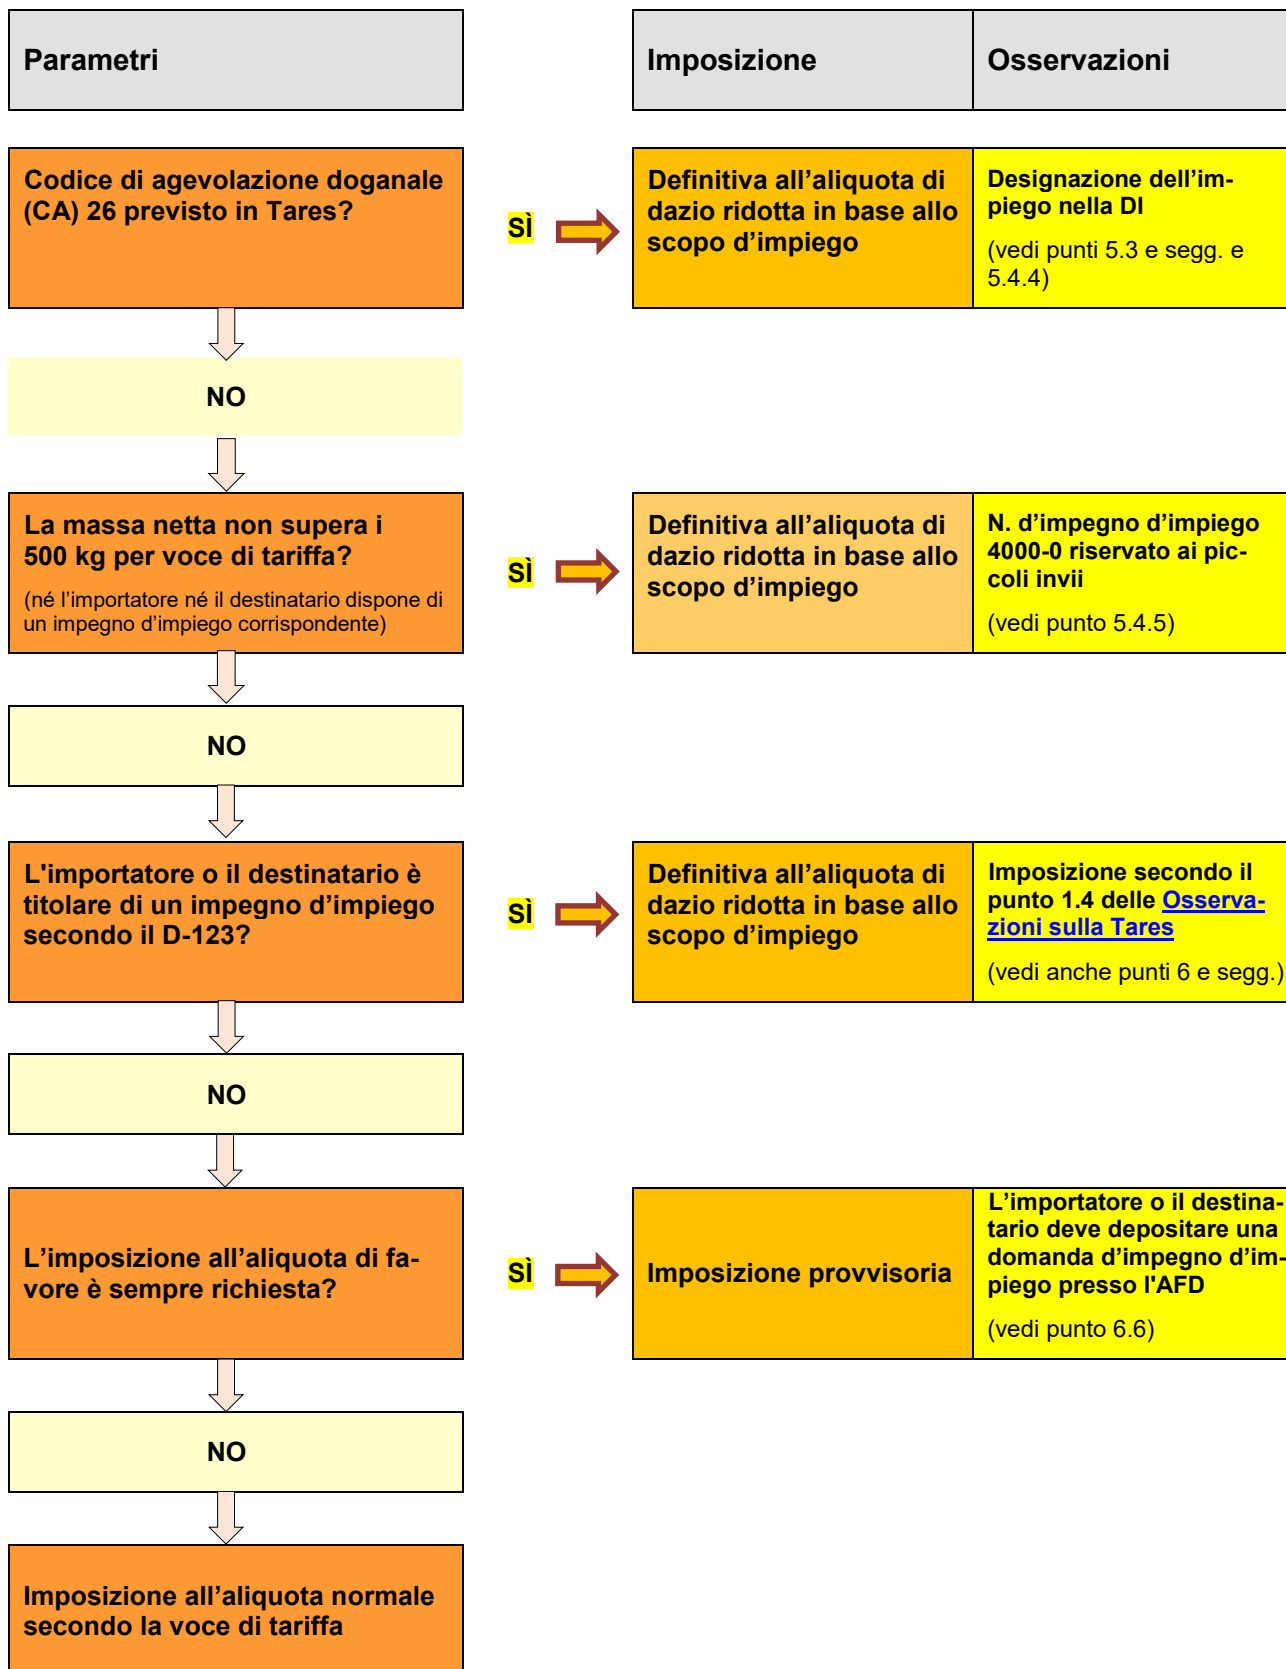 Parametri
Imposizione
Osservazioni
Codice di agevolazione doganale
(CA) 26 previsto in Tares?
SÌ
Definitiva all’aliquota di
dazio ridotta in base allo
scopo d’impiego
Designazione dell’im-
piego nella DI
(vedi punti 5.3 e segg. e
5.4.4)
NO
La massa netta non supera i
500 kg per voce di tariffa?
(né l’importatore né il destinatario dispone di
un impegno d’impiego corrispondente)
SÌ
Definitiva all’aliquota di
dazio ridotta in base allo
scopo d’impiego
N. d’impegno d’impiego
4000-0 riservato ai pic-
coli invii
(vedi punto 5.4.5)
NO
L'importatore o il destinatario è
titolare di un impegno d’impiego
secondo il D-123?
SÌ
Definitiva all’aliquota di
dazio ridotta in base allo
scopo d’impiego
Imposizione secondo il
punto 1.4 delle Osserva-
zioni sulla Tares
(vedi anche punti 6 e segg.)
NO
L’imposizione all’aliquota di fa-
vore è sempre richiesta?
SÌ
Imposizione provvisoria
L’importatore o il destina-
tario deve depositare una
domanda d’impegno d’im-
piego presso l'AFD
(vedi punto 6.6)
NO
Imposizione all’aliquota normale
secondo la voce di tariffa